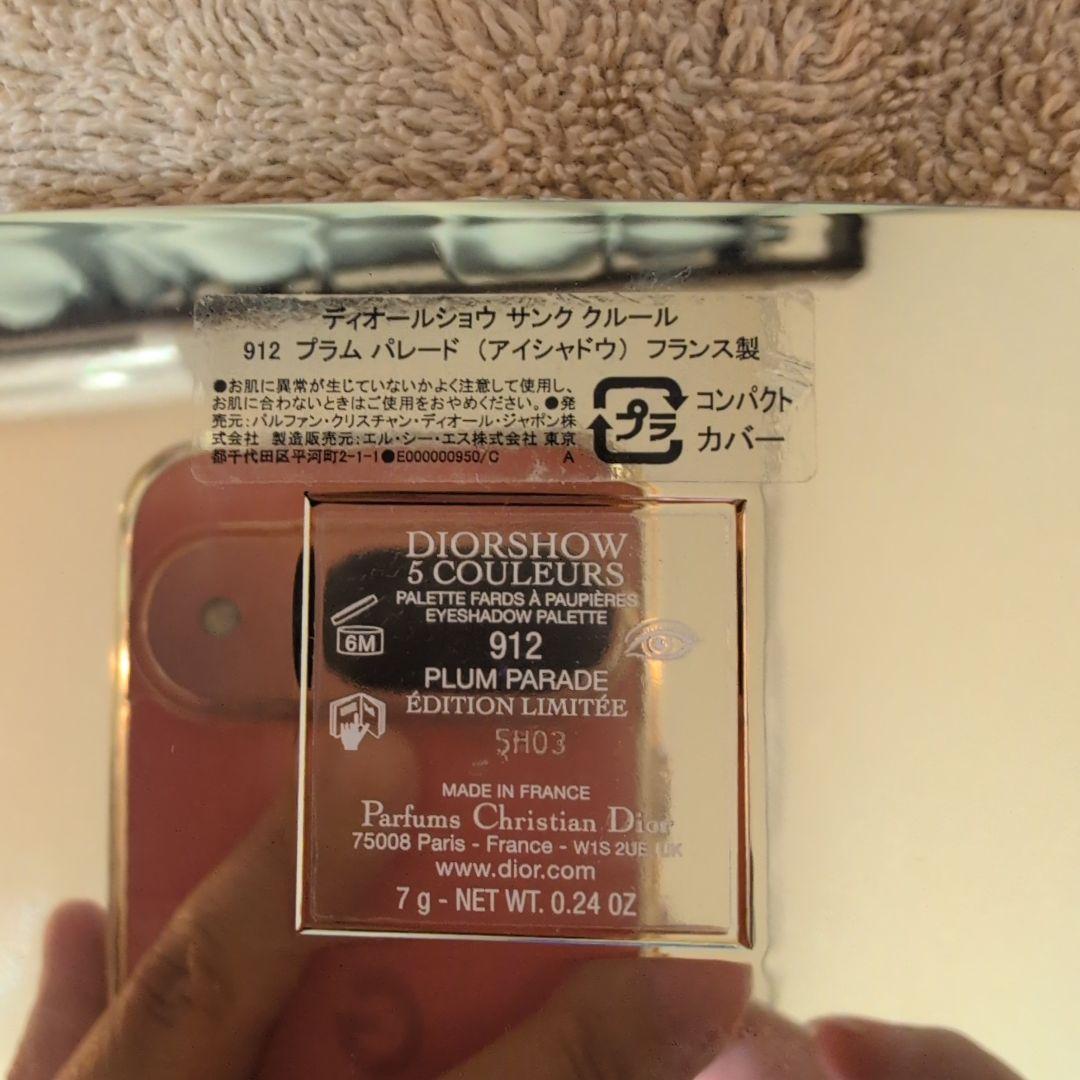 ディオールショウ サンク クルール
912 プラム パレード (アイシャドウ) フランス製
●お肌に異常が生じていないかよく注意して使用し、
お肌に合わないときはご使用をおやめください。●発
売元:パルファン・クリスチャン・ディオール・ジャポン株
式会社 製造販売元:エル・シー・エス株式会社 東京
都千代田区平河町2-1-1●E000000950/C A
プラ
コンパクト
カバー
DIORSHOW
5 COULEURS
PALETTE FARDS À PAUPIÈRES
EYESHADOW PALETTE
6M
912
PLUM PARADE
ÉDITION LIMITÉE
5H03
MADE IN FRANCE
Parfums Christian Dior
75008 Paris - France - W1S 2UE UK
www.dior.com
7 g - NET WT. 0.24 OZ